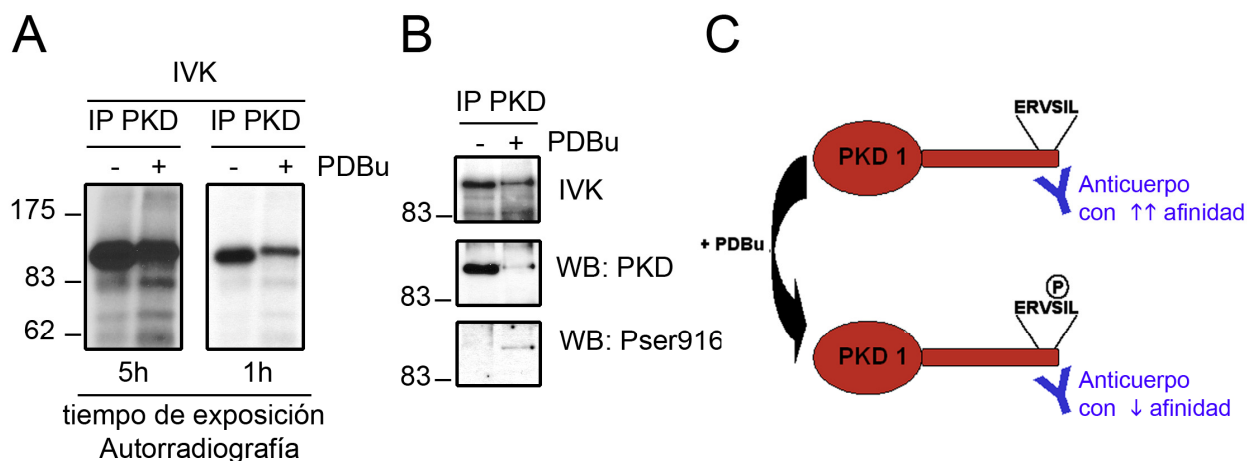 A
IVK
IP PKD IP PKD
- + - + PDBu
175
83
62
5h 1h
tiempo de exposición
Autorradiografía
B
IP PKD
- + PDBu
83 IVK
83 WB: PKD
83 WB: Pser916
C
ERVSIL
PKD 1
Anticuerpo
con ↑↑ afinidad
+ PDBu
P
ERVSIL
PKD 1
Anticuerpo
con ↓ afinidad